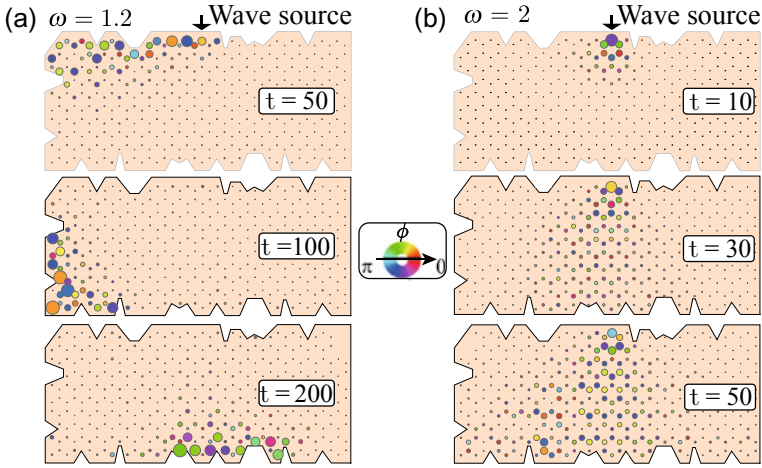 (a) ω = 1.2 Wave source
t = 50
t =100
t =200
ϕ
π 0
(b) ω = 2 Wave source
t = 10
t = 30
t = 50